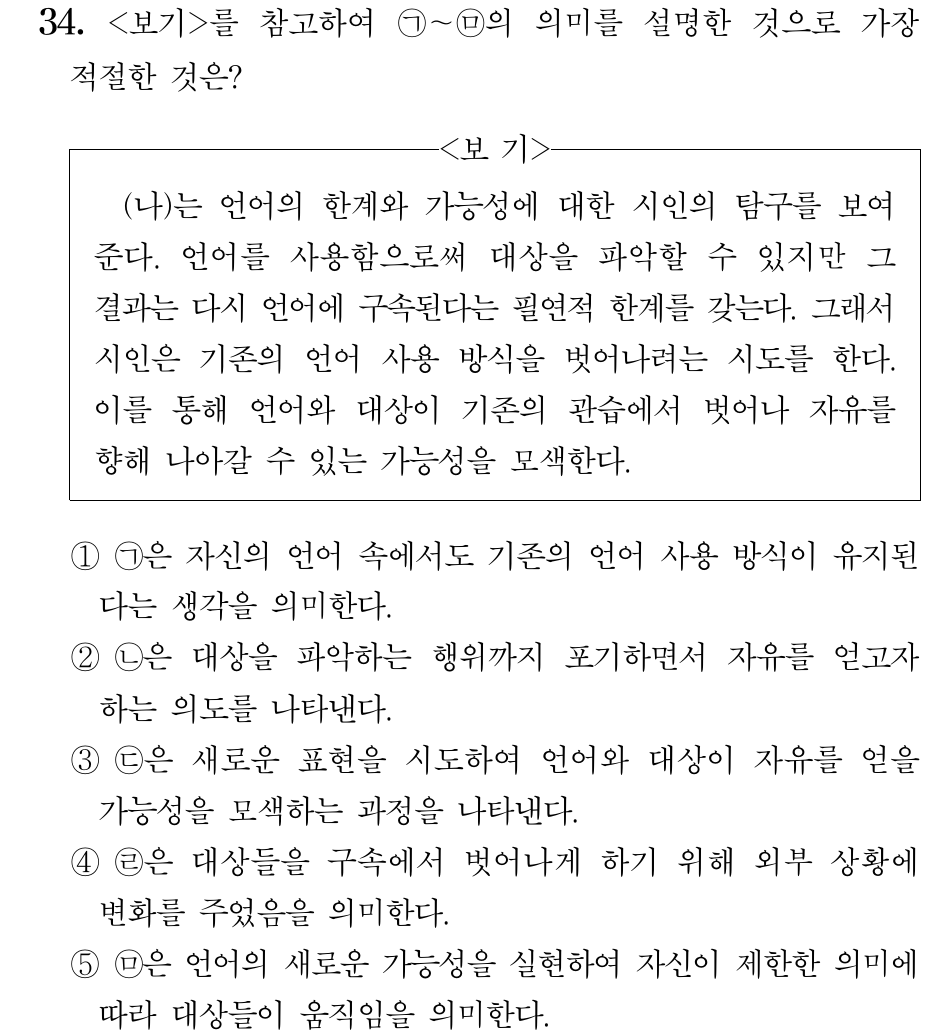 34. <보기>를 참고하여 ㉠~㉤의 의미를 설명한 것으로 가장
적절한 것은?
<보 기>
(나)는 언어의 한계와 가능성에 대한 시인의 탐구를 보여
준다. 언어를 사용함으로써 대상을 파악할 수 있지만 그
결과는 다시 언어에 구속된다는 필연적 한계를 갖는다. 그래서
시인은 기존의 언어 사용 방식을 벗어나려는 시도를 한다.
이를 통해 언어와 대상이 기존의 관습에서 벗어나 자유를
향해 나아갈 수 있는 가능성을 모색한다.
① ㉠은 자신의 언어 속에서도 기존의 언어 사용 방식이 유지된
다는 생각을 의미한다.
② ㉡은 대상을 파악하는 행위까지 포기하면서 자유를 얻고자
하는 의도를 나타낸다.
③ ㉢은 새로운 표현을 시도하여 언어와 대상이 자유를 얻을
가능성을 모색하는 과정을 나타낸다.
④ ㉣은 대상들을 구속에서 벗어나게 하기 위해 외부 상황에
변화를 주었음을 의미한다.
⑤ ㉤은 언어의 새로운 가능성을 실현하여 자신이 제한한 의미에
따라 대상들이 움직임을 의미한다.